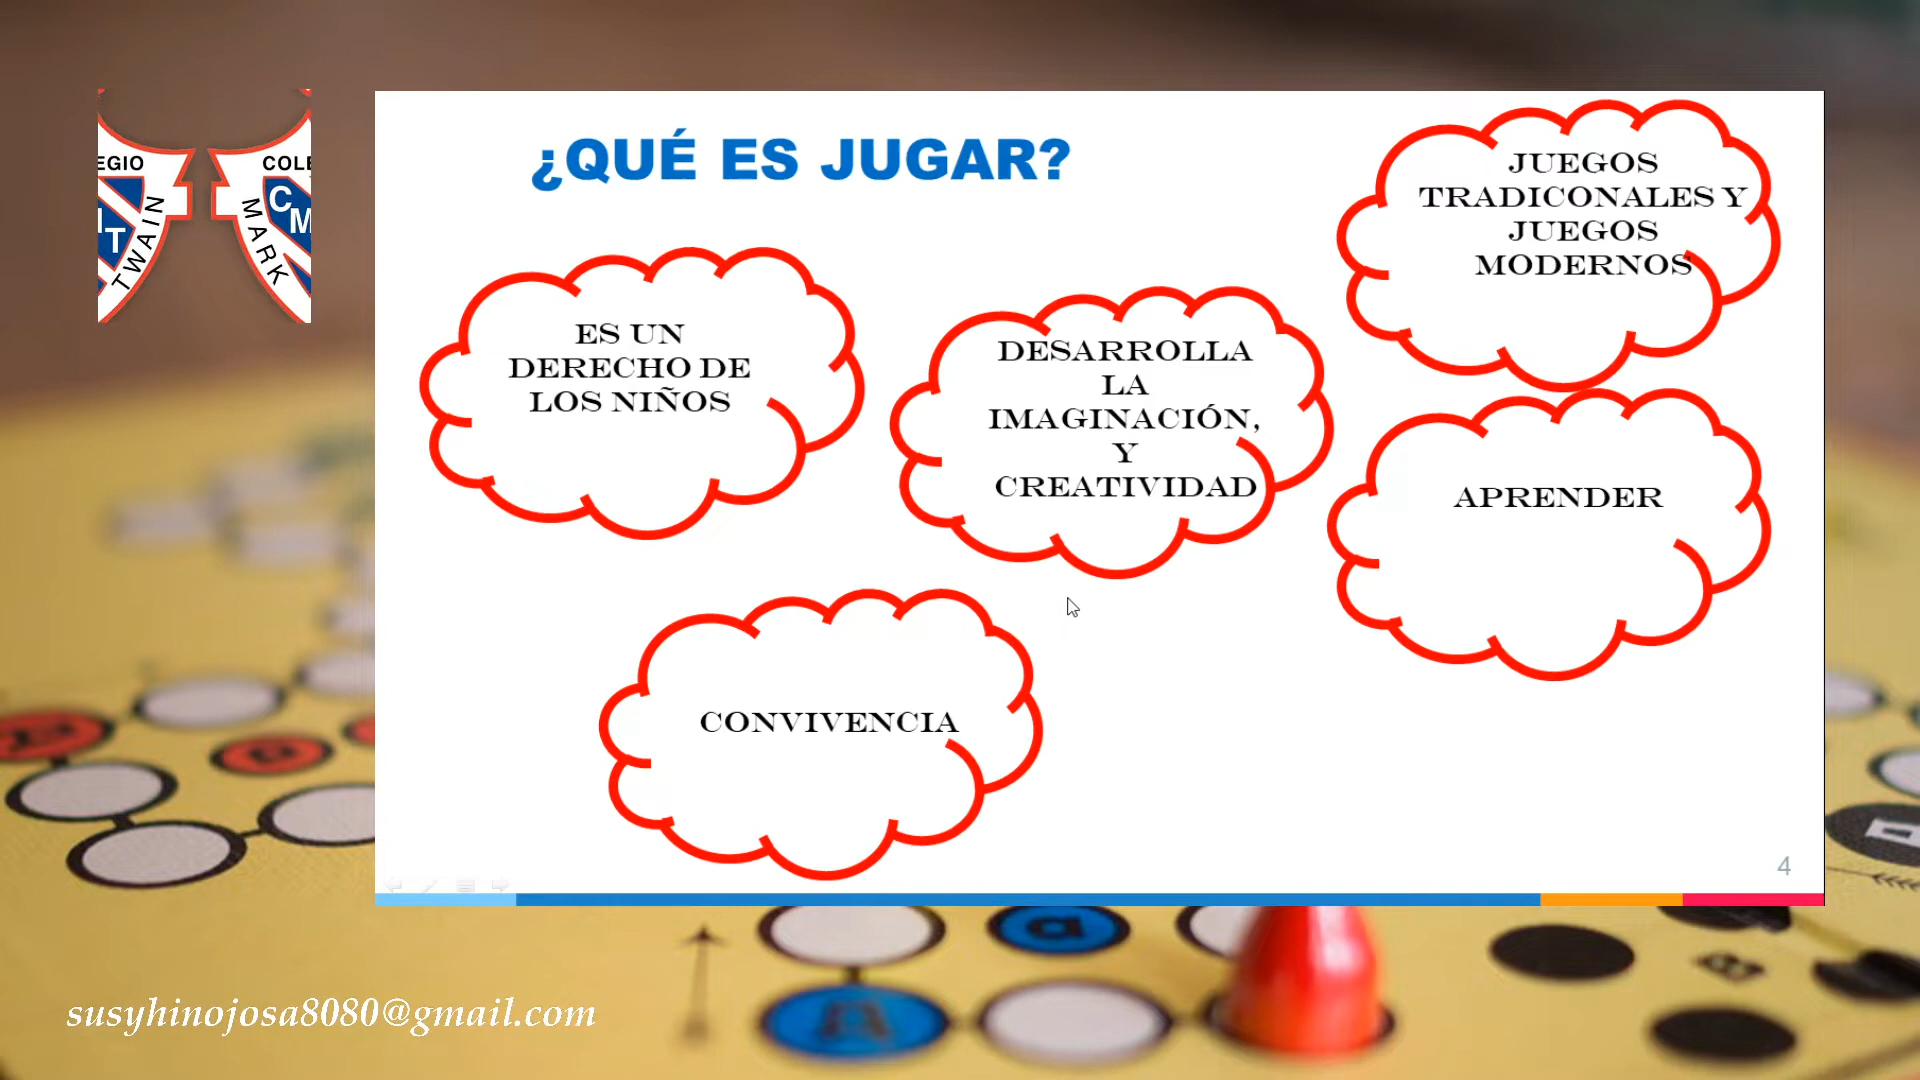 ¿QUÉ ES JUGAR?
JUEGOS
TRADICONALES Y
JUEGOS
MODERNOS
ES UN
DERECHO DE
LOS NIÑOS
DESARROLLA
LA
IMAGINACIÓN,
Y
CREATIVIDAD
APRENDER
CONVIVENCIA
4
EGIO
T
TWAIN
COLE
CM
MARK
a
susyhinojosa8080@gmail.com